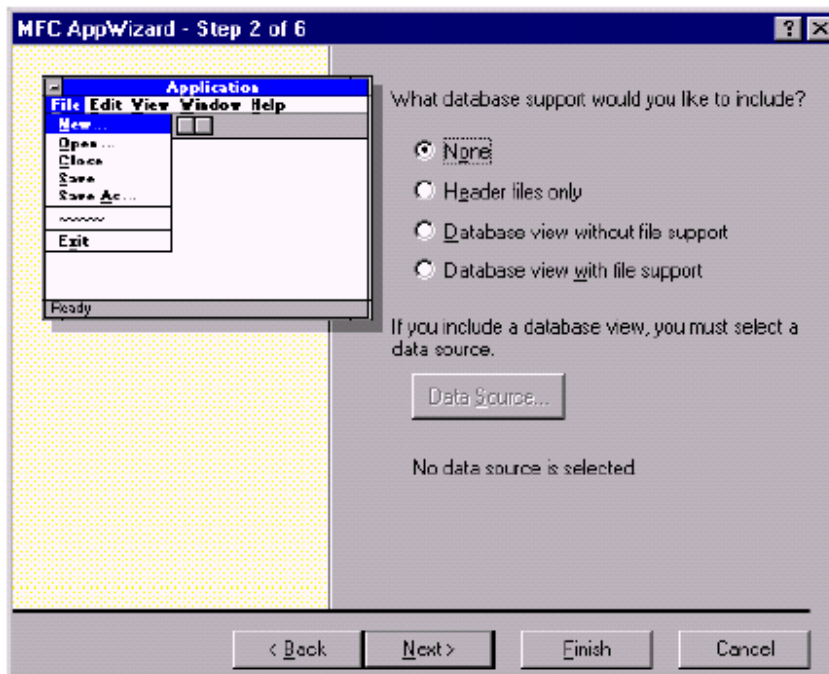 MFC AppWizard - Step 2 of 6
Application
File Edit View Window Help
New...
Open...
Close
Save
Save As...
Exit
Ready
What database support would you like to include?
None
Header files only
Database view without file support
Database view with file support
If you include a database view, you must select a
data source.
Data Source...
No data source is selected
< Back
Next >
Finish
Cancel